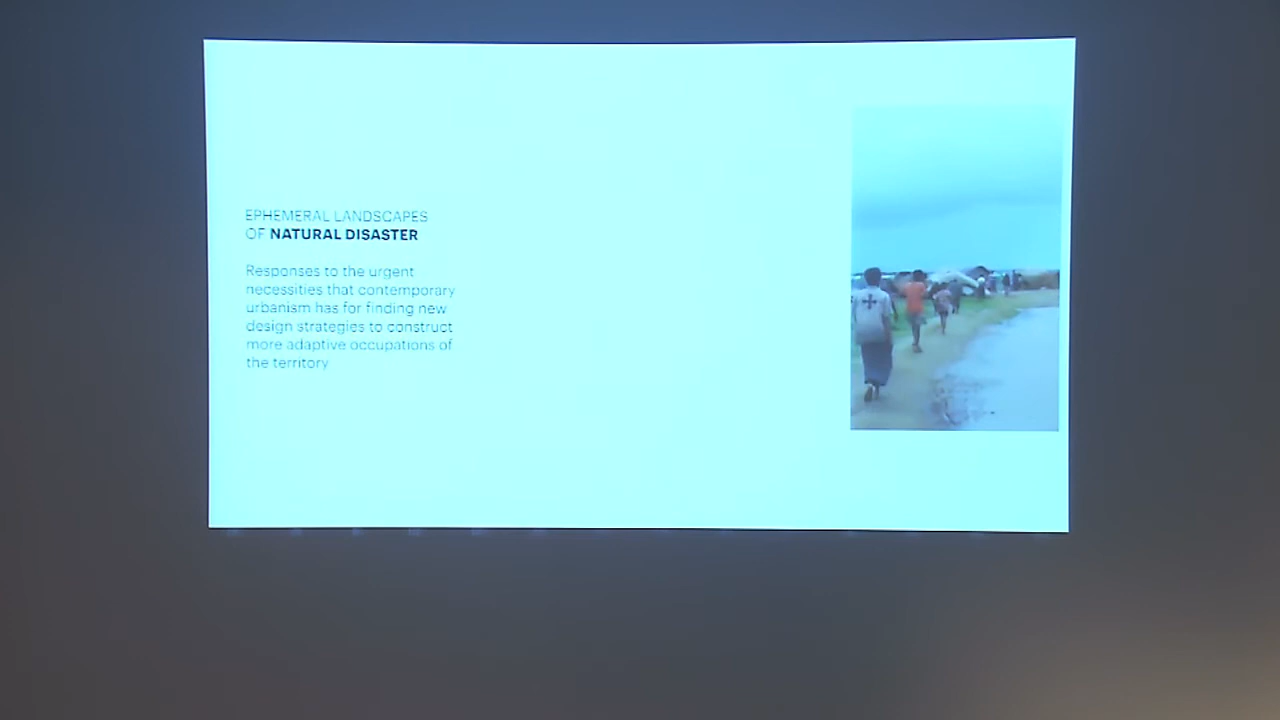 EPHEMERAL LANDSCAPES
OF NATURAL DISASTER
Responses to the urgent
necessities that contemporary
urbanism has for finding new
design strategies to construct
more adaptive occupations of
the territory